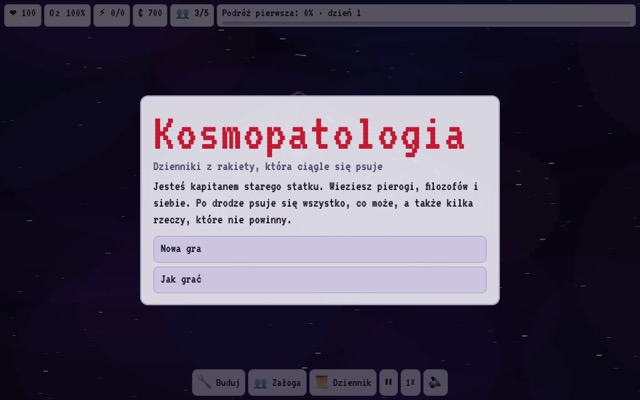 ❤ 100 O₂ 100% ⚡ 0/0 ₵ 700 👥 3/5 Podróż pierwsza: 0% · dzień 1
Kosmopatologia
Dzienniki z rakiety, która ciągle się psuje
Jesteś kapitanem starego statku. Wieziesz pierogi, filozofów i
siebie. Po drodze psuje się wszystko, co może, a także kilka
rzeczy, które nie powinny.
Nowa gra
Jak grać
Buduj Załoga Dziennik 1x